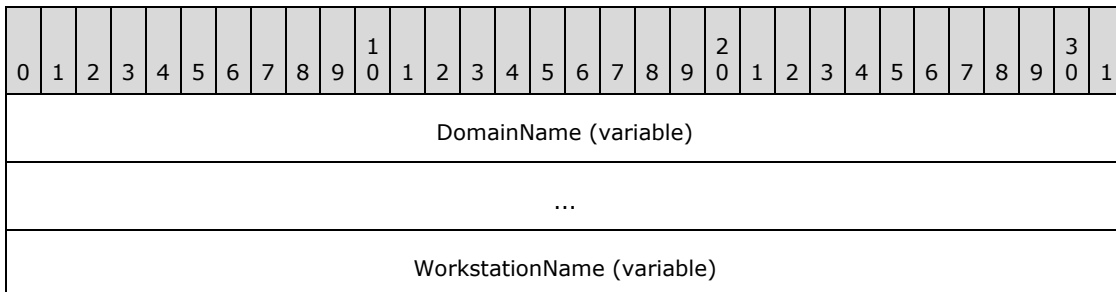 0 1 2 3 4 5 6 7 8 9 1 0 1 2 3 4 5 6 7 8 9 2 0 1 2 3 4 5 6 7 8 9 3 0 1
DomainName (variable)
...
WorkstationName (variable)